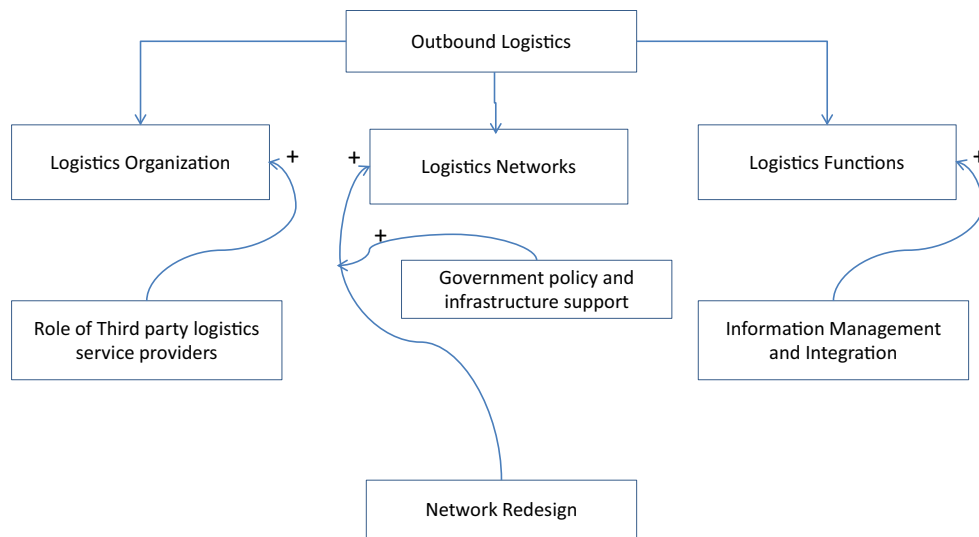 Outbound Logistics
Logistics Organization
+
+
Logistics Networks
Logistics Functions
+
+
Government policy and
infrastructure support
Role of Third party logistics
service providers
Information Management
and Integration
Network Redesign